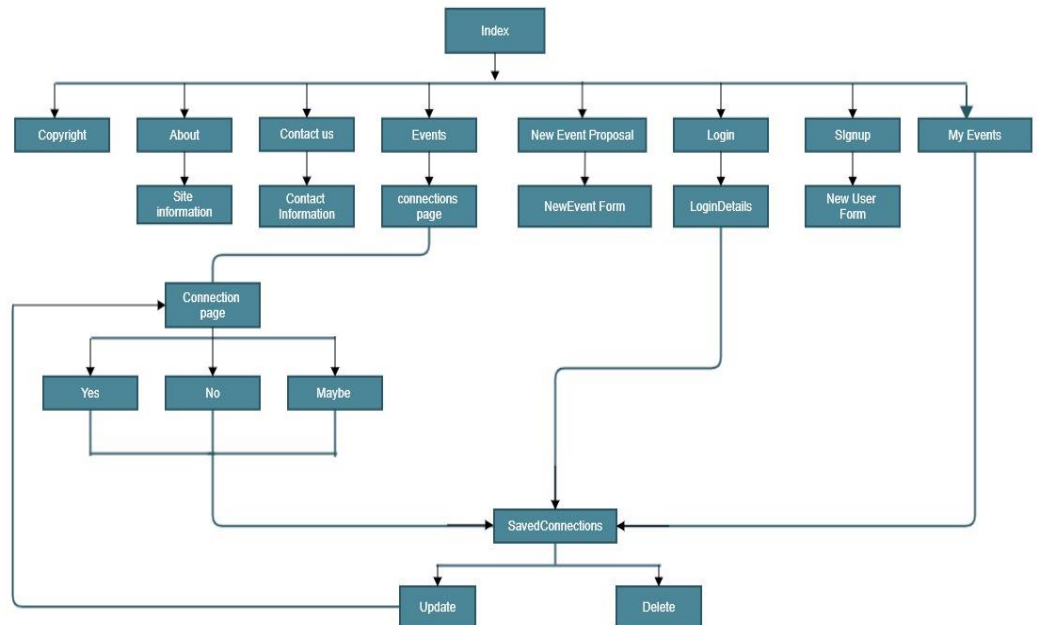 Index
Copyright
About
Contact us
Events
New Event Proposal
Login
SIgnup
My Events
Site
information
Contact
Information
connections
page
NewEvent Form
LoginDetails
New User
Form
Connection
page
Yes
No
Maybe
SavedConnections
Update
Delete